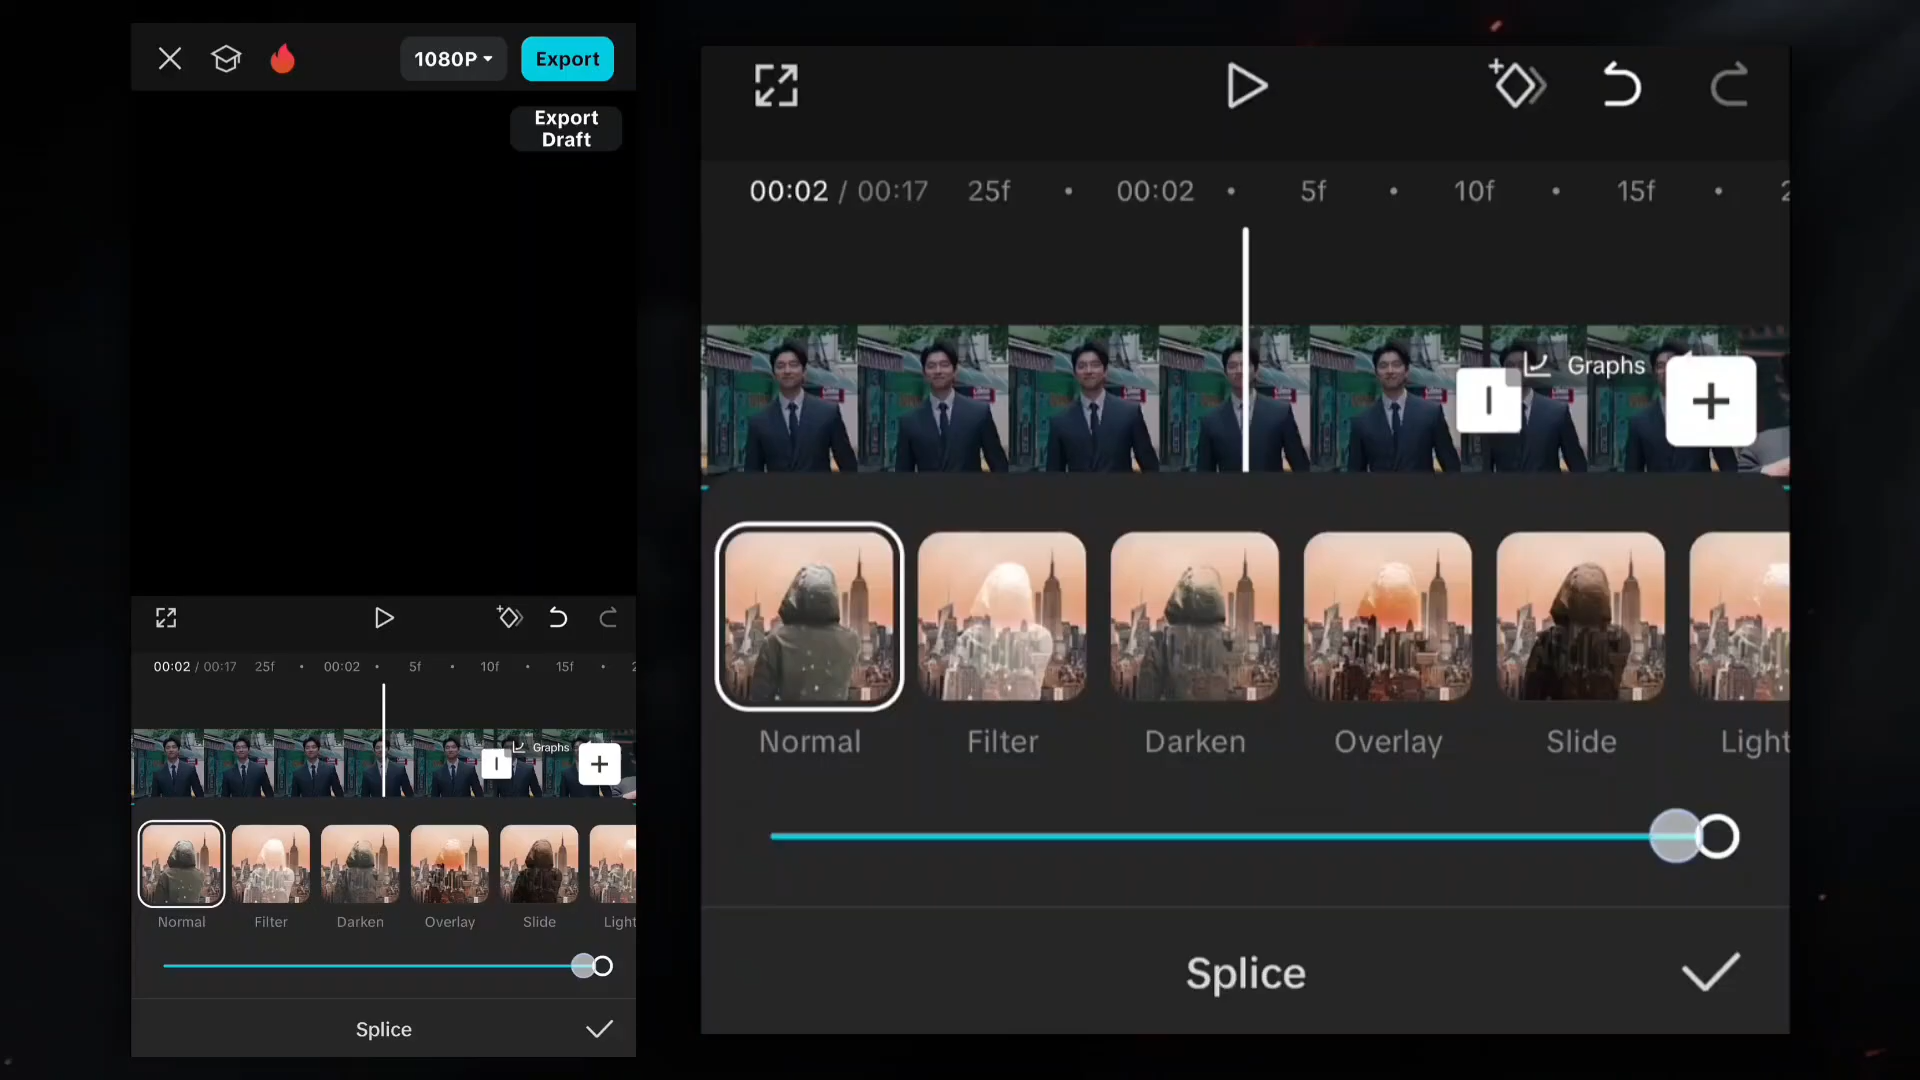 1080P
Export
Export
Draft
00:02 / 00:17 25f 00:02 5f 10f 15f 2
Graphs
Normal Filter Darken Overlay Slide Light
Splice
00:02 / 00:17 25f 00:02 5f 10f 15f 2
Graphs
Normal Filter Darken Overlay Slide Light
Splice